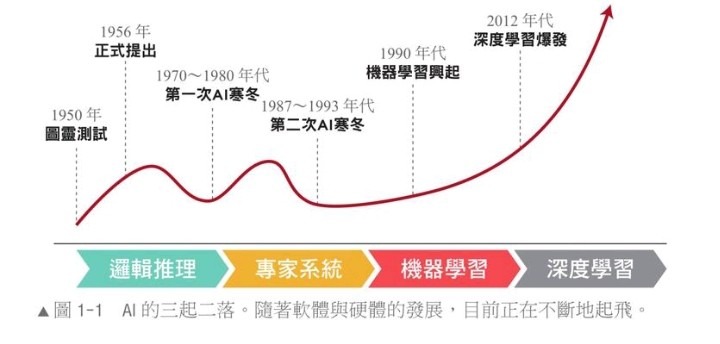 1950 年
圖靈測試
1956 年
正式提出
1970～1980 年代
第一次AI寒冬
1987～1993 年代
第二次AI寒冬
1990 年代
機器學習興起
2012 年代
深度學習爆發
邏輯推理
專家系統
機器學習
深度學習
▲圖 1-1 AI 的三起二落。隨著軟體與硬體的發展，目前正在不斷地起飛。